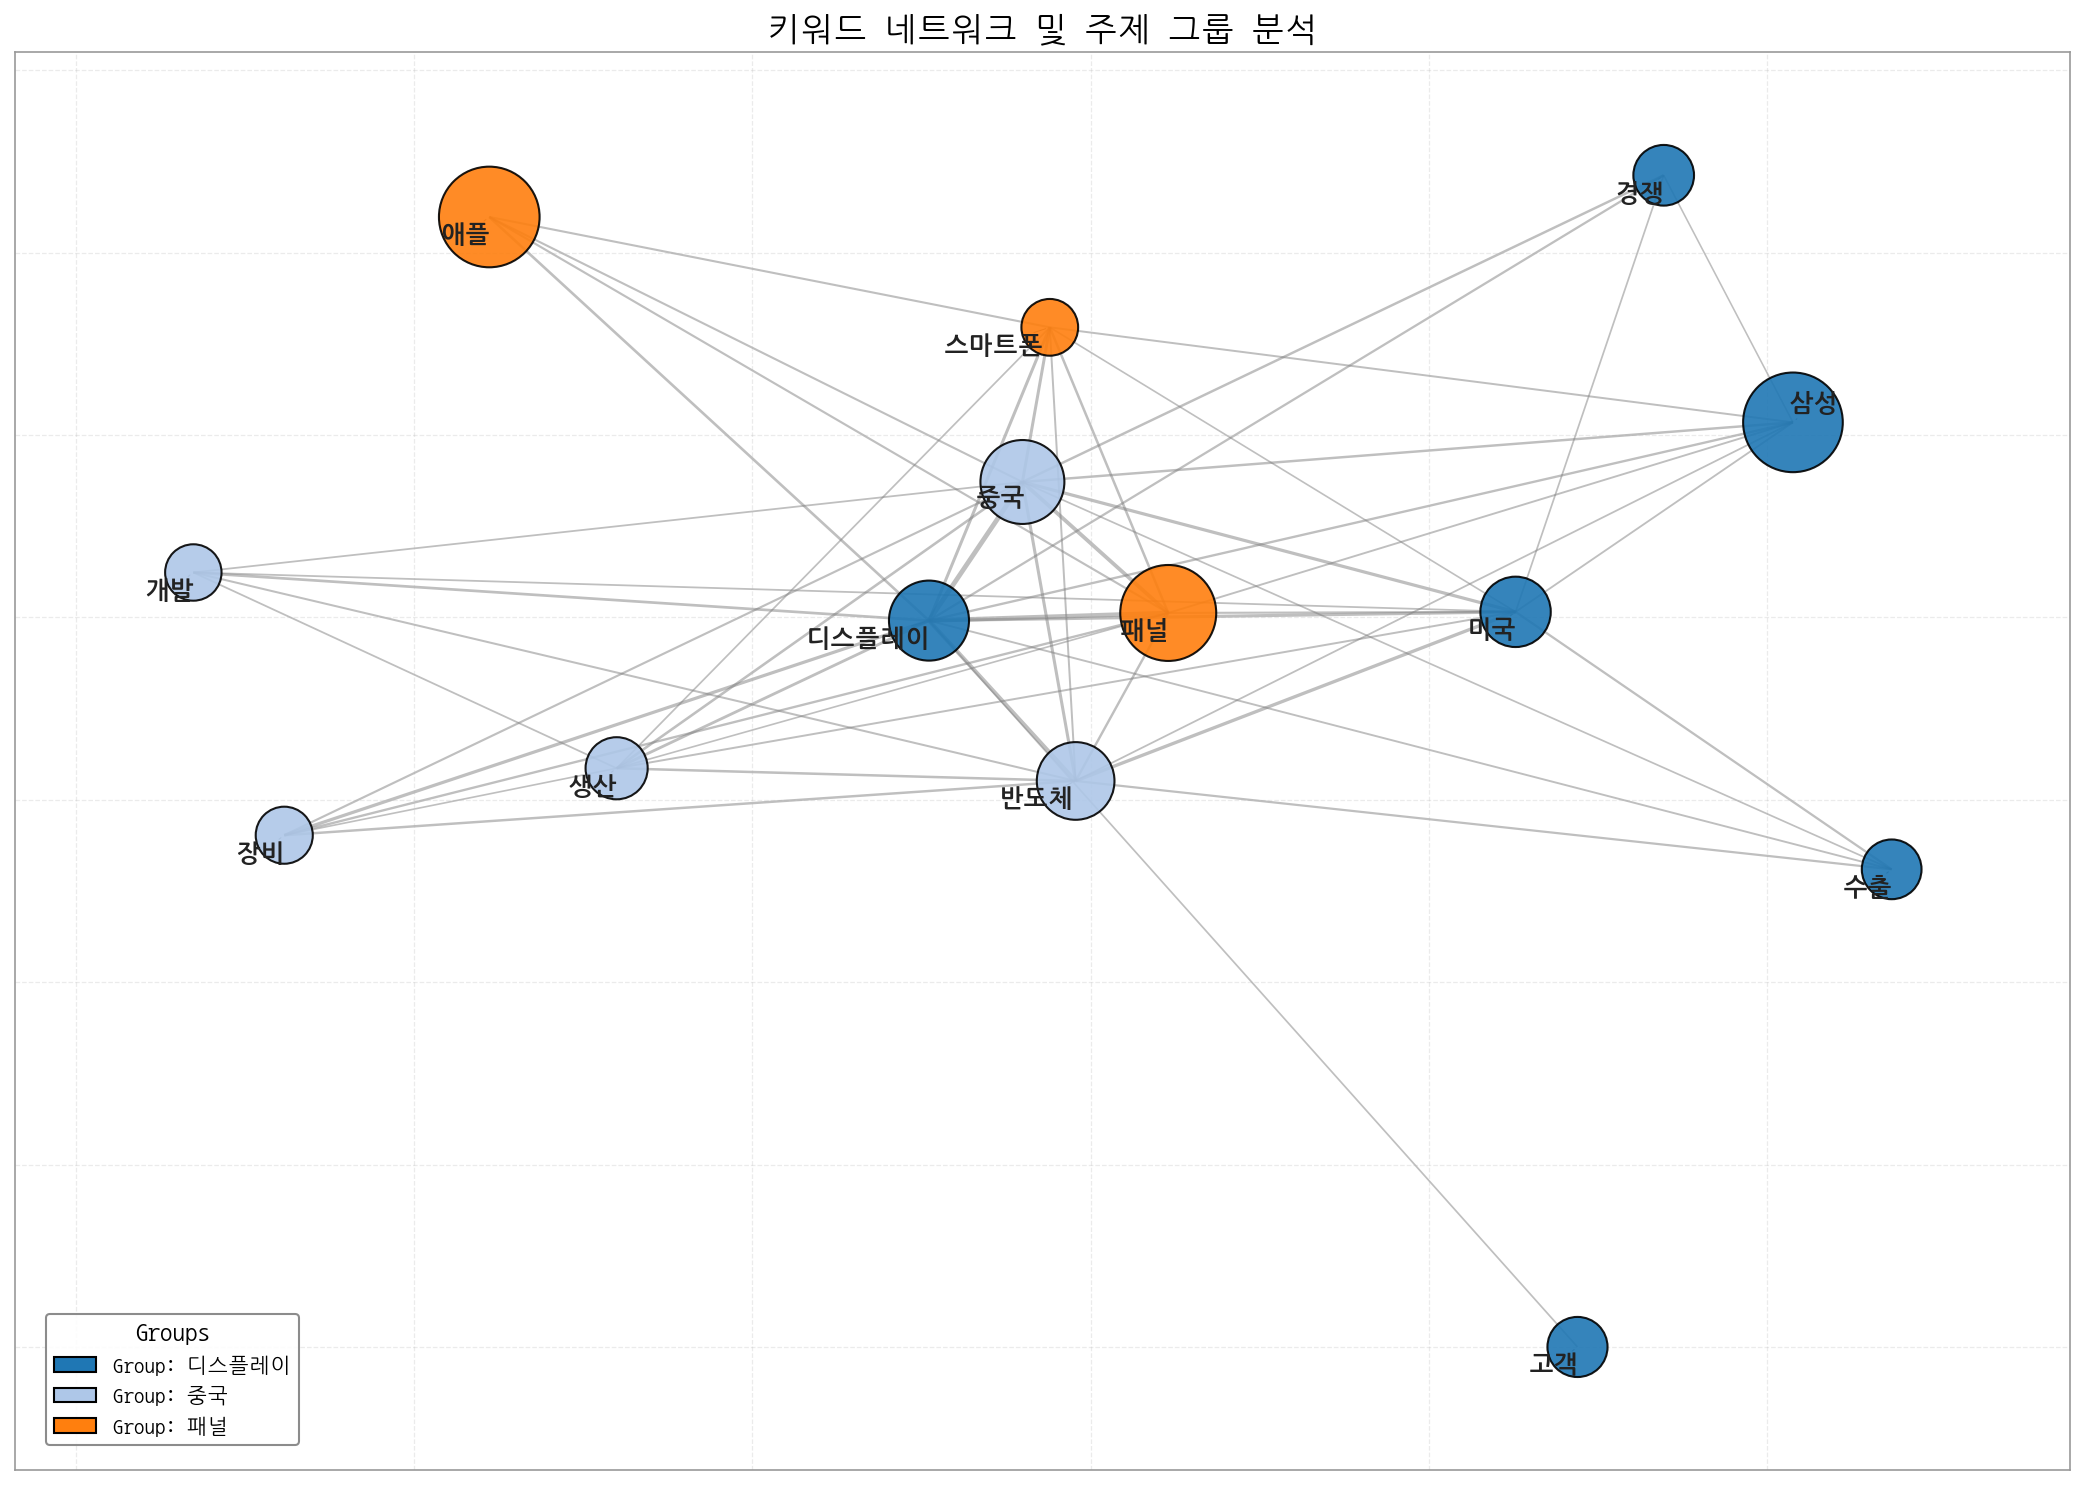 키워드 네트워크 및 주제 그룹 분석
경쟁
애플
스마트폰
삼성
중국
개발
디스플레이
패널
미국
생산
반도체
장비
수출
고객
Groups
Group: 디스플레이
Group: 중국
Group: 패널